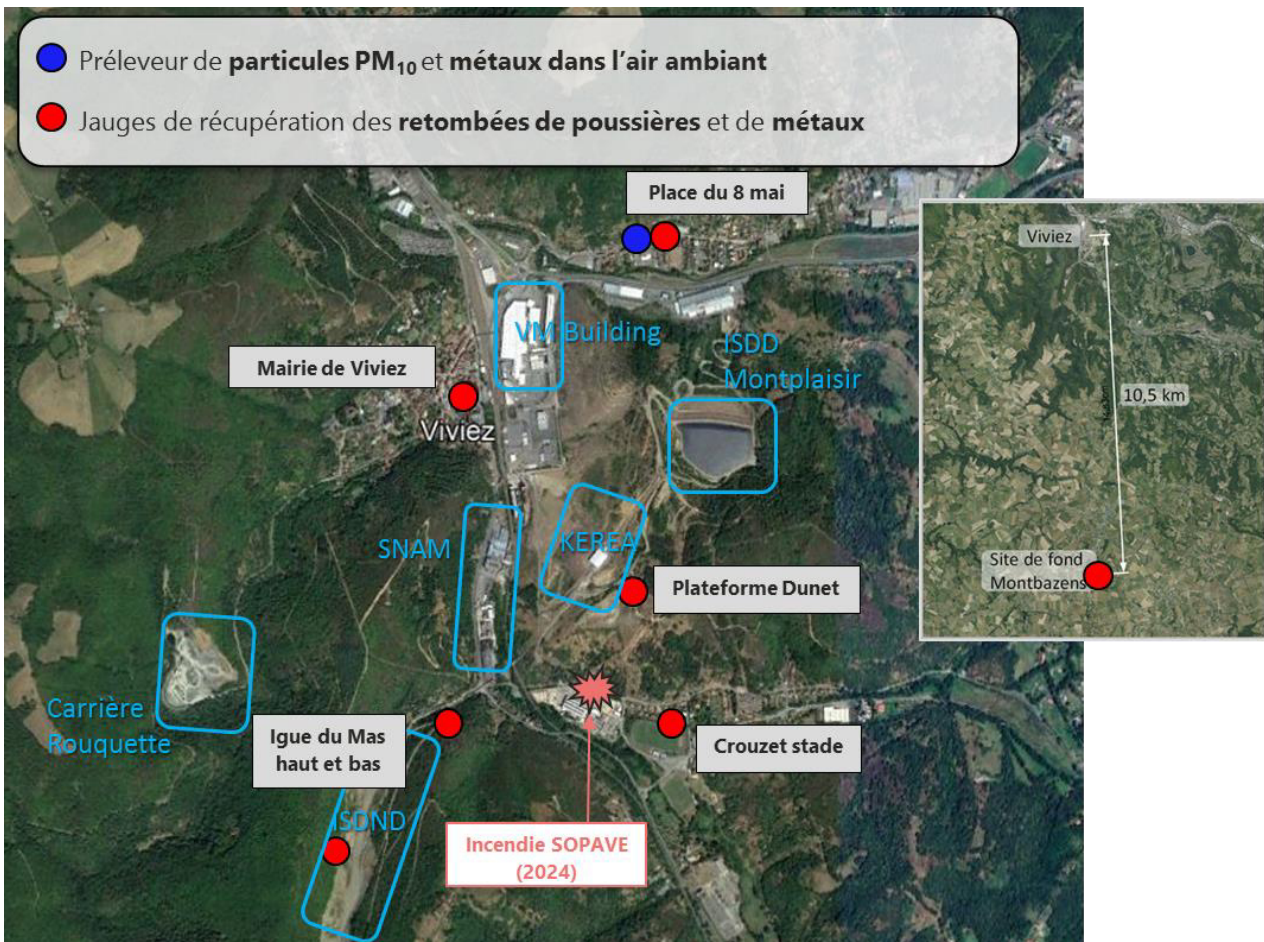 Préleveur de particules PM10 et métaux dans l'air ambiant
Jauges de récupération des retombées de poussières et de métaux
Place du 8 mai
VM Building
ISDD
Montplaisir
Mairie de Viviez
Viviez
SNAM
KEREA
Plateforme Dunet
Carrière
Rouquette
Igue du Mas
haut et bas
Crouzet stade
ISDND
Incendie SOPAVE
(2024)
Viviez
10,5 km
Site de fond
Montbazens